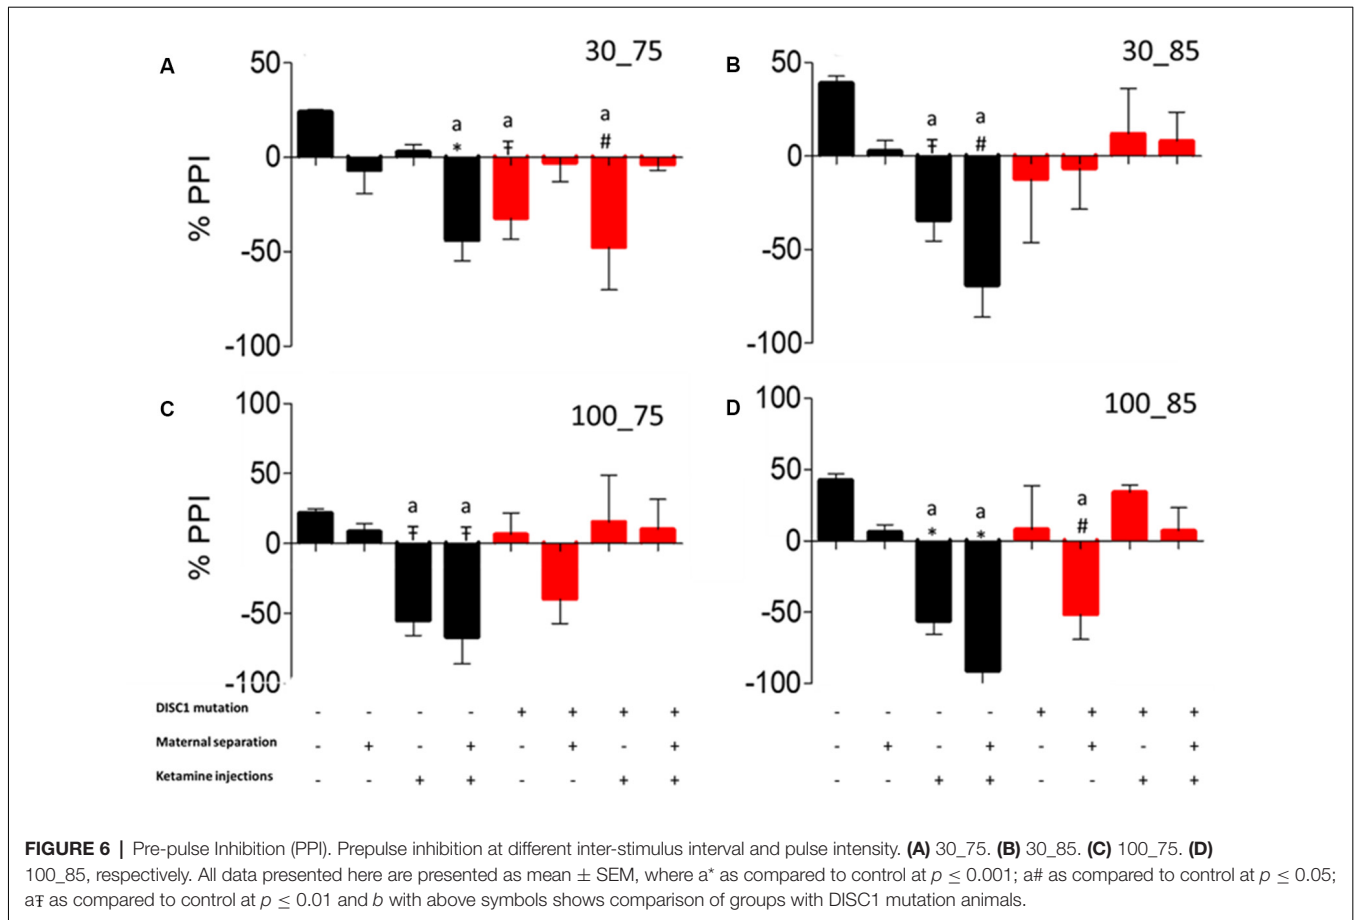 A
30_75
50
0
-50
-100
% PPI
a
*
a
Ŧ
a
#
B
30_85
50
0
-50
-100
a
Ŧ
a
#
C
100_75
100
50
0
-50
-100
% PPI
a
Ŧ
a
Ŧ
D
100_85
100
50
0
-50
-100
a
*
a
*
a
#
DISC1 mutation - - - - + + + + - - - - + + + +
Maternal separation - + - + - + - + - + - + - + - +
Ketamine injections - - + + - - + + - - + + - - + +
FIGURE 6 | Pre-pulse Inhibition (PPI). Prepulse inhibition at different inter-stimulus interval and pulse intensity. (A) 30_75. (B) 30_85. (C) 100_75. (D)
100_85, respectively. All data presented here are presented as mean ± SEM, where a* as compared to control at p ≤ 0.001; a# as compared to control at p ≤ 0.05;
aŦ as compared to control at p ≤ 0.01 and b with above symbols shows comparison of groups with DISC1 mutation animals.